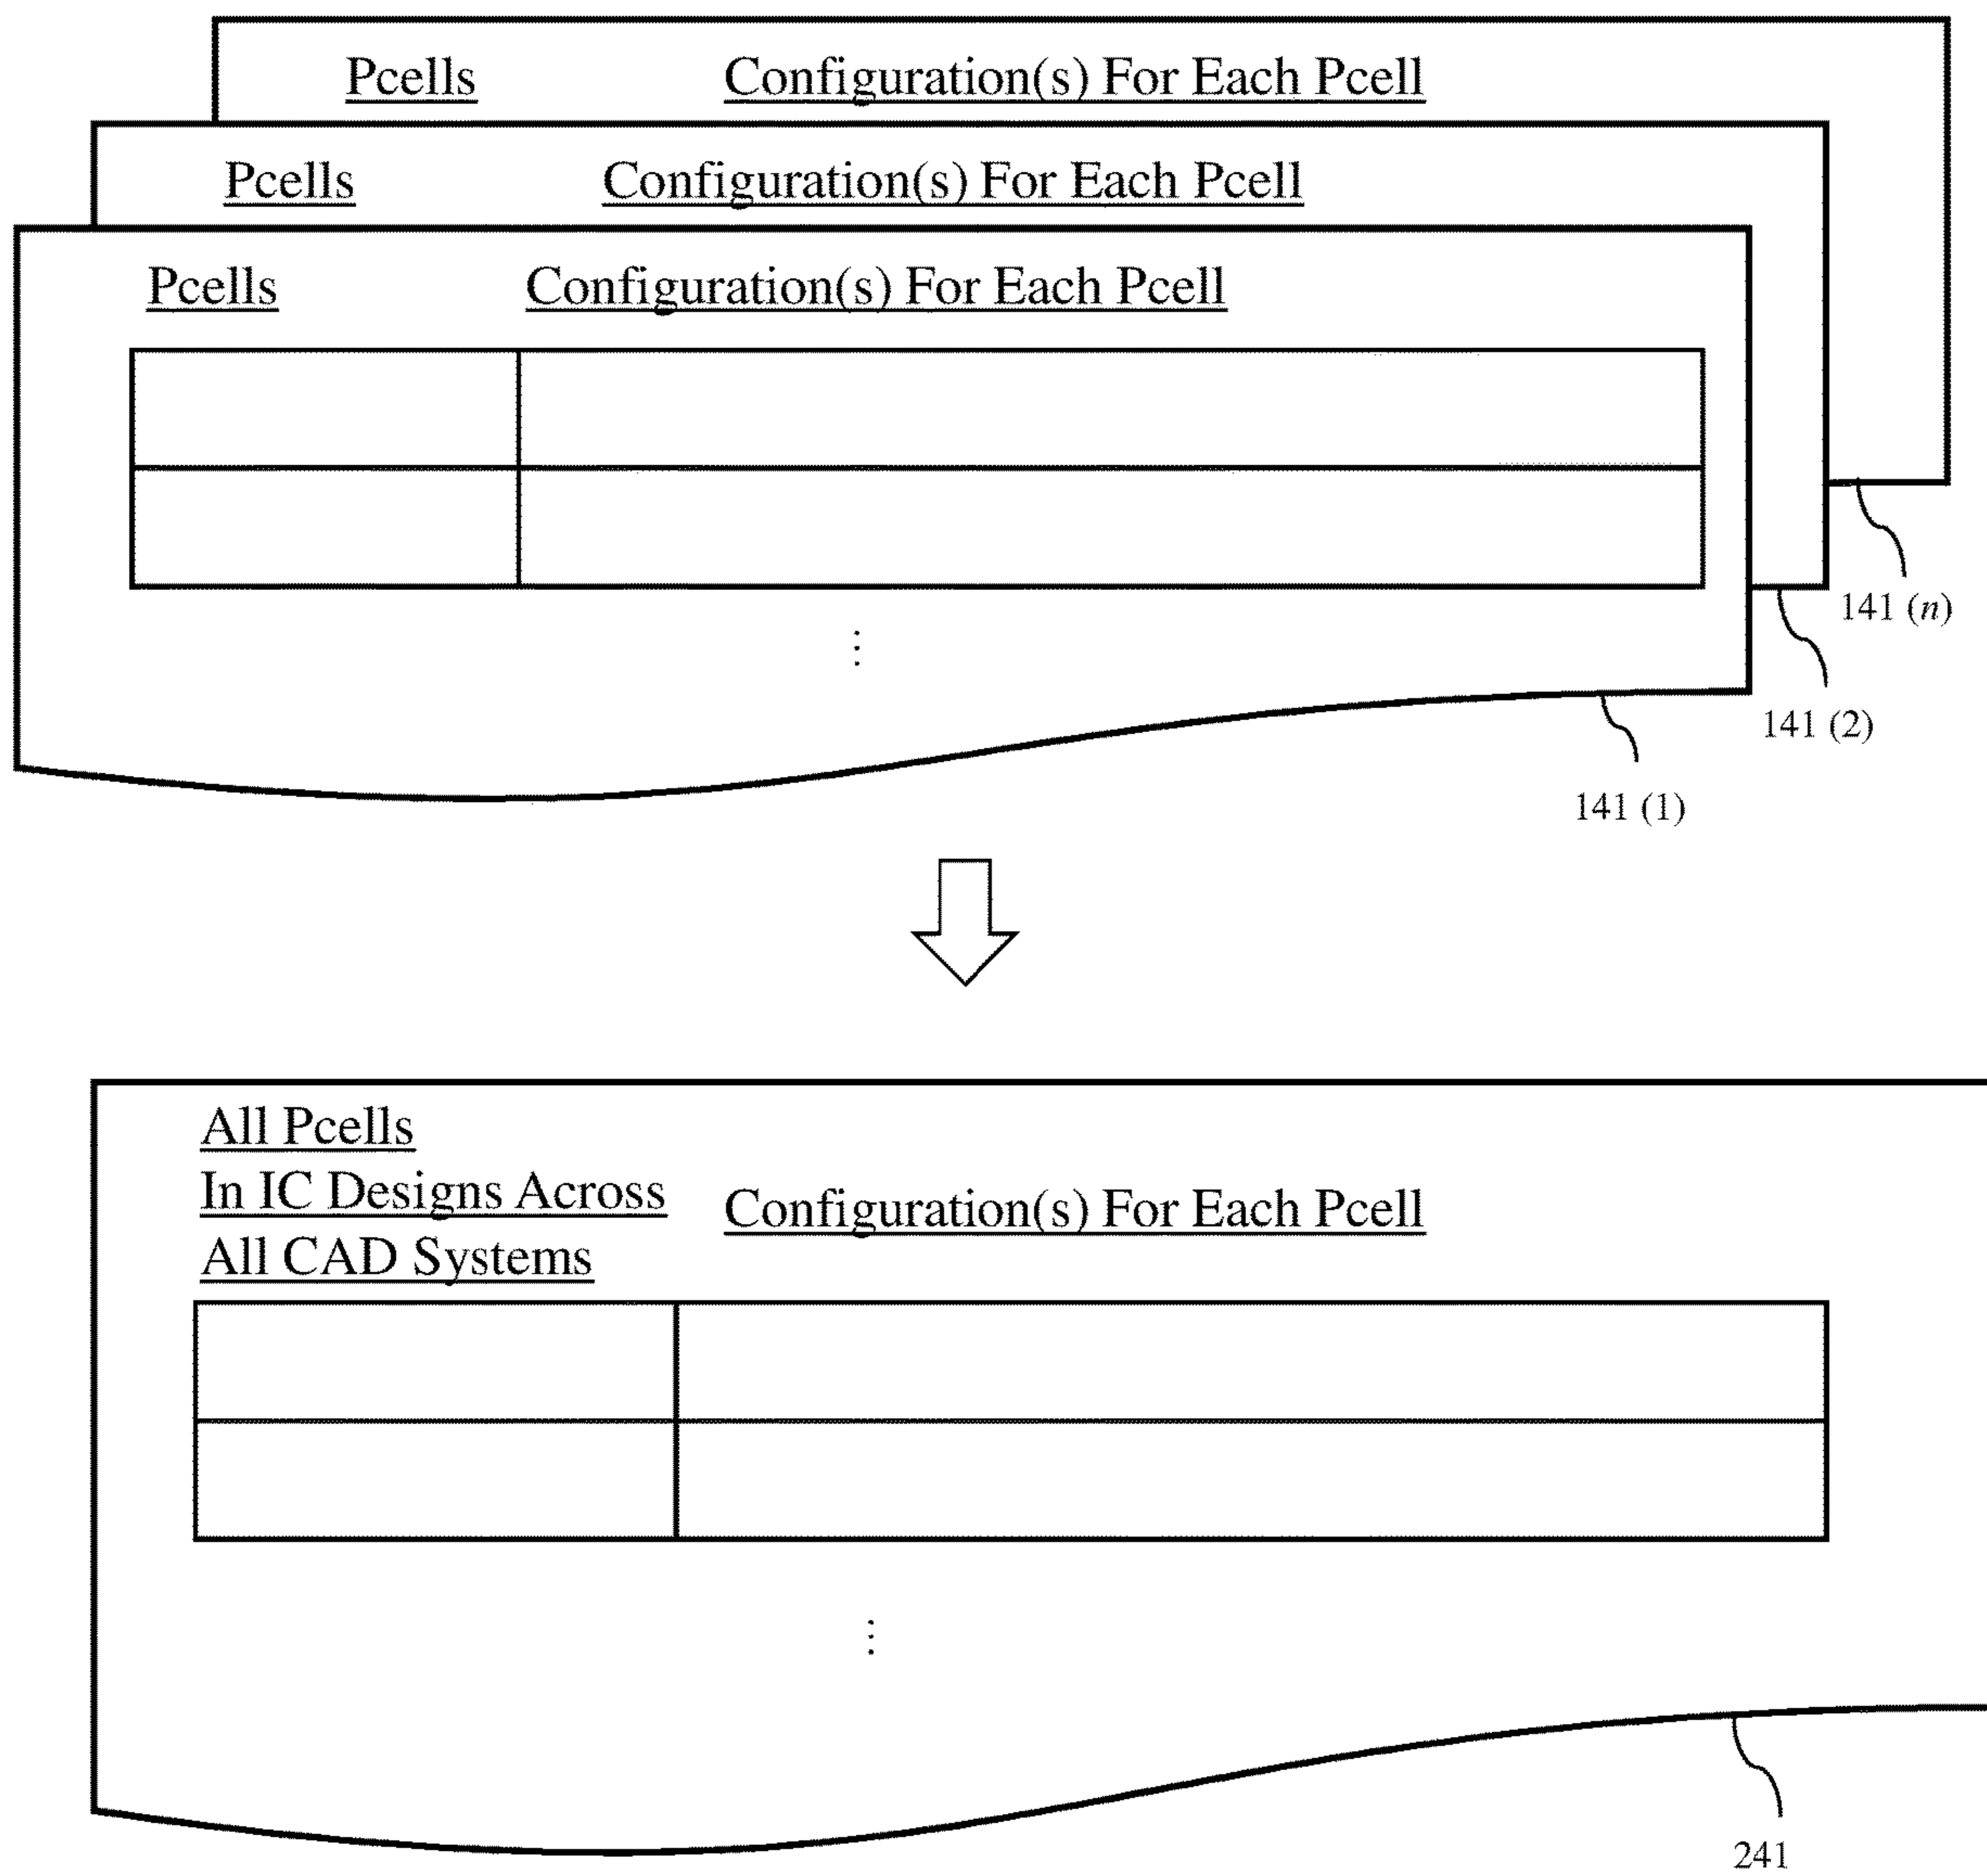 Pcells Configuration(s) For Each Pcell
Pcells Configuration(s) For Each Pcell
Pcells Configuration(s) For Each Pcell
⋮
141 (n)
141 (2)
141 (1)
All Pcells
In IC Designs Across
All CAD Systems
Configuration(s) For Each Pcell
⋮
241